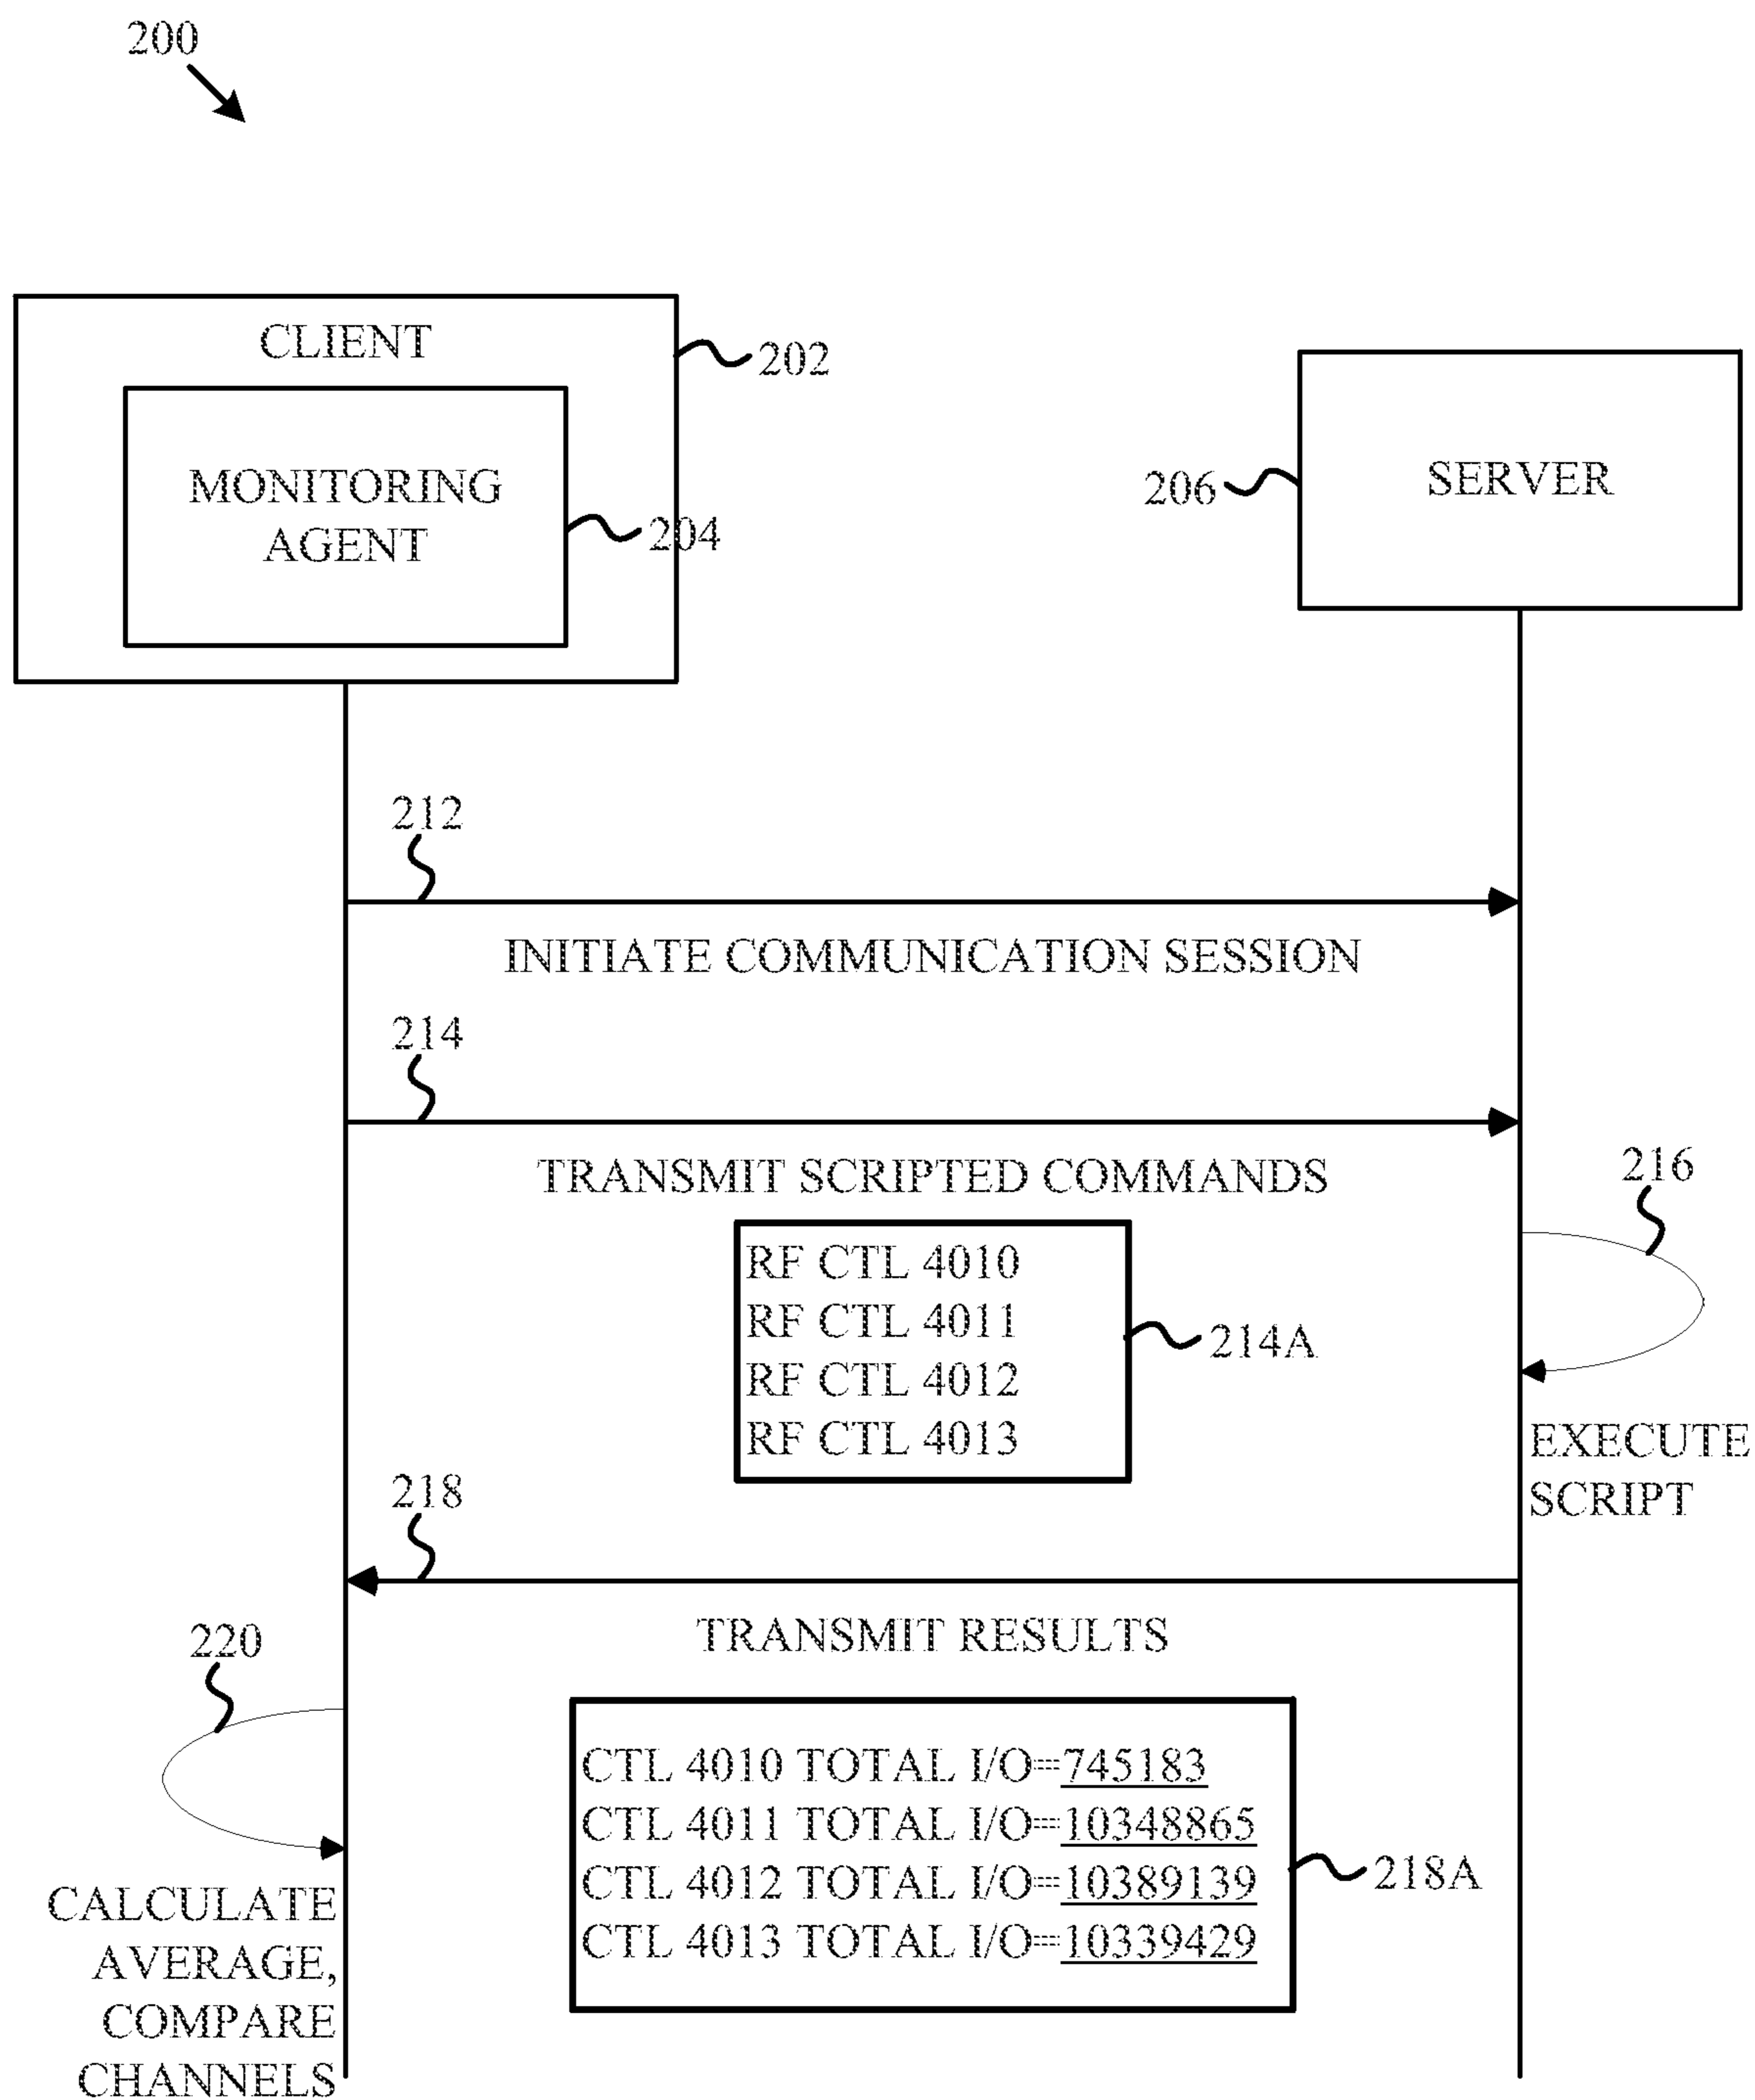 200
CLIENT
202
MONITORING
AGENT
204
SERVER
206
212
INITIATE COMMUNICATION SESSION
214
TRANSMIT SCRIPTED COMMANDS
216
RF CTL 4010
RF CTL 4011
RF CTL 4012
RF CTL 4013
214A
EXECUTE
SCRIPT
218
TRANSMIT RESULTS
220
CTL 4010 TOTAL I/O=745183
CTL 4011 TOTAL I/O=10348865
CTL 4012 TOTAL I/O=10389139
CTL 4013 TOTAL I/O=10339429
218A
CALCULATE
AVERAGE,
COMPARE
CHANNELS